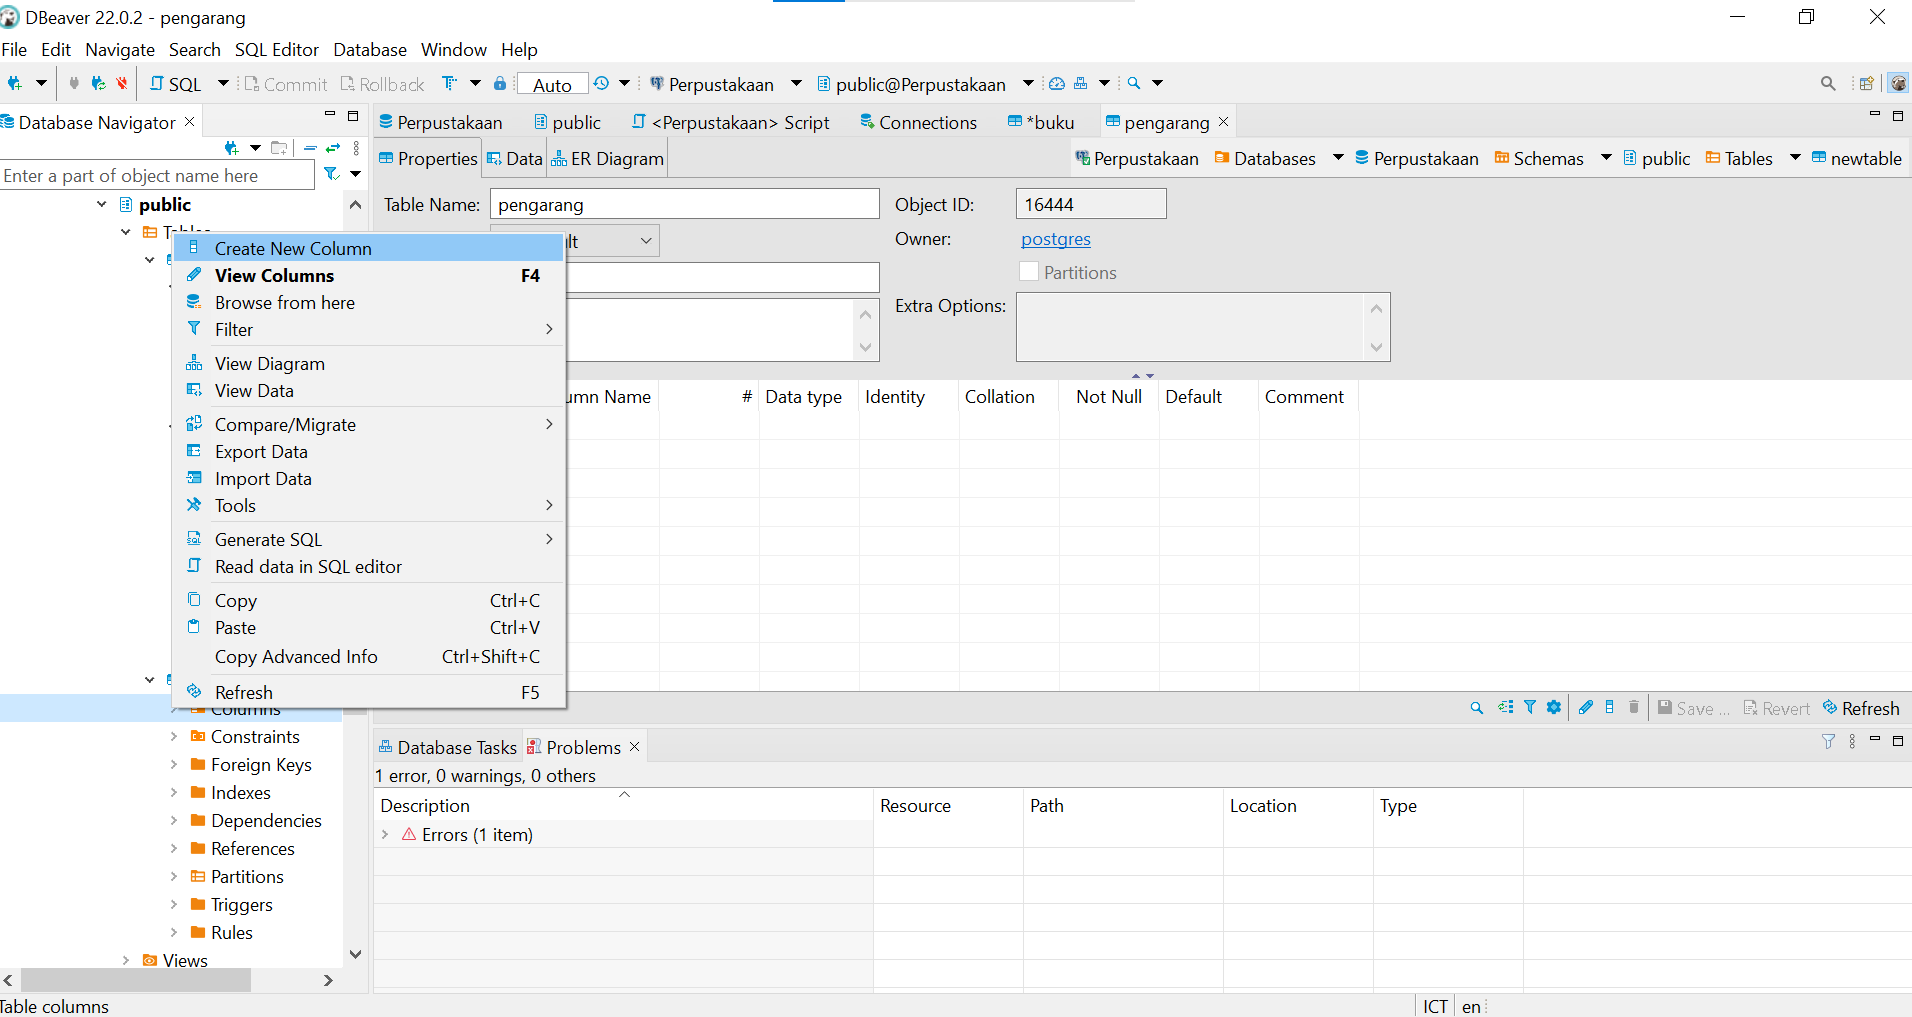 DBeaver 22.0.2 - pengarang
File Edit Navigate Search SQL Editor Database Window Help
SQL Commit Rollback Auto Perpustakaan public@Perpustakaan
Database Navigator
Perpustakaan public <Perpustakaan> Script Connections *buku pengarang
Properties Data ER Diagram Perpustakaan Databases Perpustakaan Schemas public Tables newtable
Enter a part of object name here
public
Tables
Create New Column
View Columns F4
Browse from here
Filter
View Diagram
View Data
Compare/Migrate
Export Data
Import Data
Tools
Generate SQL
Read data in SQL editor
Copy Ctrl+C
Paste Ctrl+V
Copy Advanced Info Ctrl+Shift+C
Refresh F5
Columns
Constraints
Foreign Keys
Indexes
Dependencies
References
Partitions
Triggers
Rules
Views
Table Name: pengarang Object ID: 16444
lt Owner: postgres
Partitions
Extra Options:
umn Name # Data type Identity Collation Not Null Default Comment
Save ... Revert Refresh
Database Tasks Problems
1 error, 0 warnings, 0 others
Description Resource Path Location Type
Errors (1 item)
Table columns ICT en